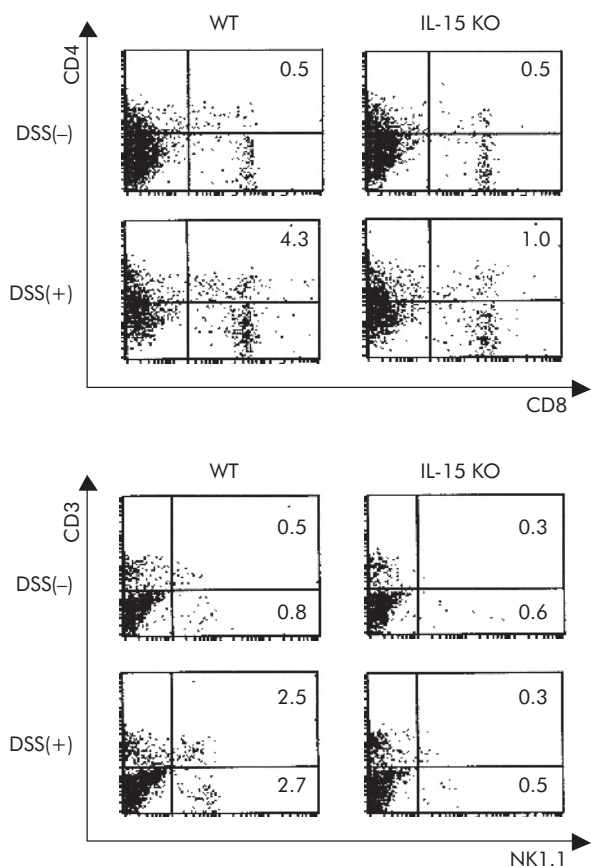 WT IL-15 KO
CD4
DSS(–)
0.5 0.5
DSS(+)
4.3 1.0
CD8
WT IL-15 KO
CD3
DSS(–)
0.5 0.3
0.8 0.6
DSS(+)
2.5 0.3
2.7 0.5
NK1.1